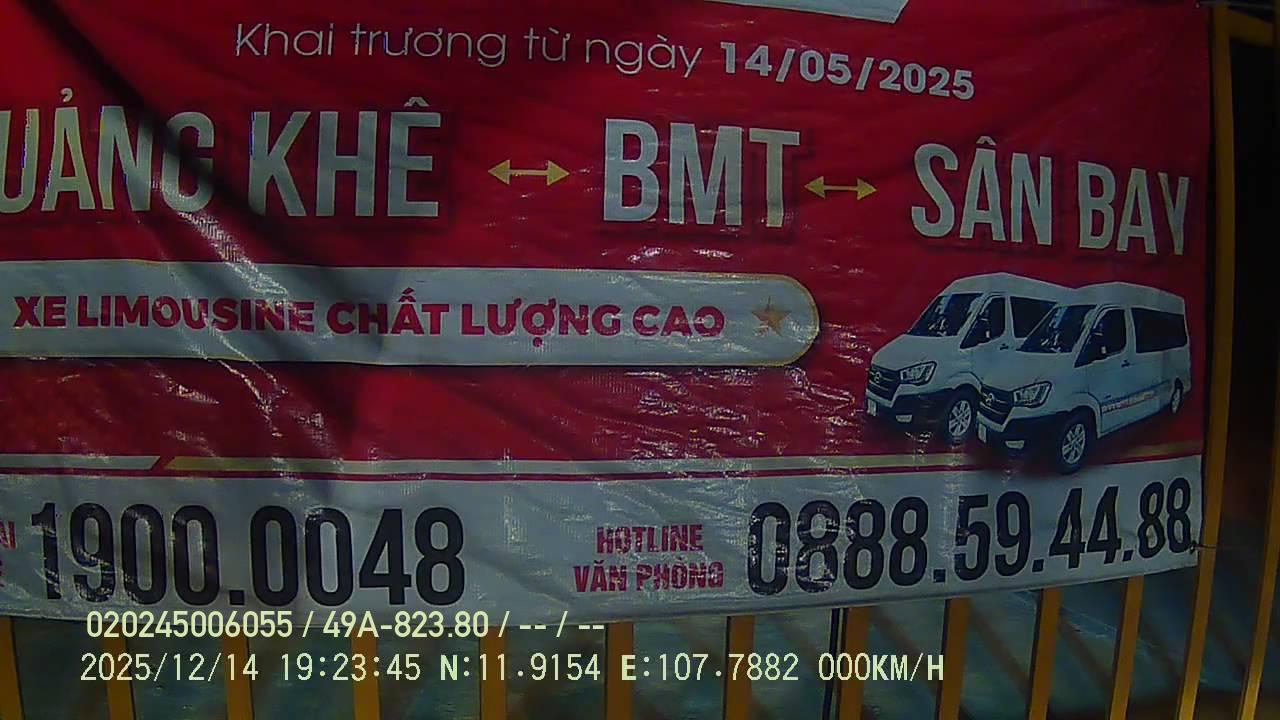 Khai trương từ ngày 14/05/2025
UẢNG KHÊ ↔ BMT ↔ SÂN BAY
XE LIMOUSINE CHẤT LƯỢNG CAO
1900.0048
HOTLINE
VĂN PHÒNG
0888.59.44.88
020245006055 / 49A-823.80 / -- / --
2025/12/14 19:23:45 N:11.9154 E:107.7882 000KM/H